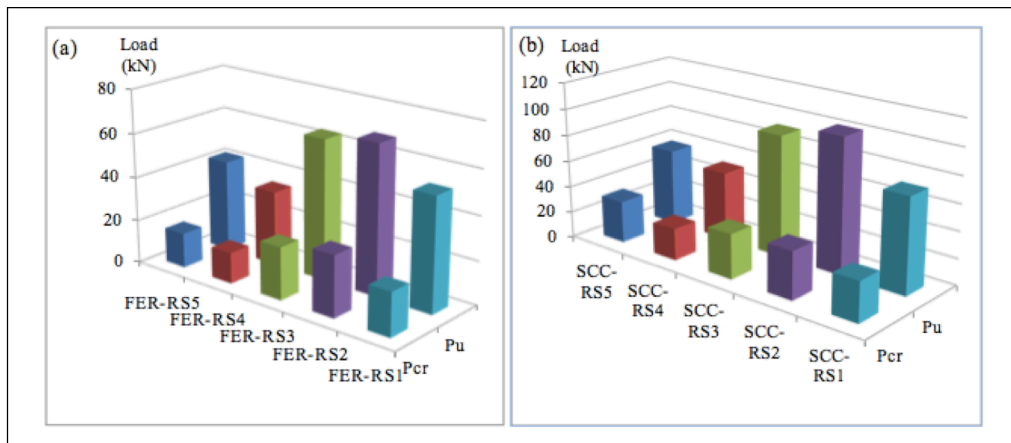 (a)
Load
(kN)
80
60
40
20
0
FER-RS5
FER-RS4
FER-RS3
FER-RS2
FER-RS1
Pcr
Pu
(b)
Load
(kN)
120
100
80
60
40
20
0
SCC-
RS5
SCC-
RS4
SCC-
RS3
SCC-
RS2
SCC-
RS1
Pcr
Pu